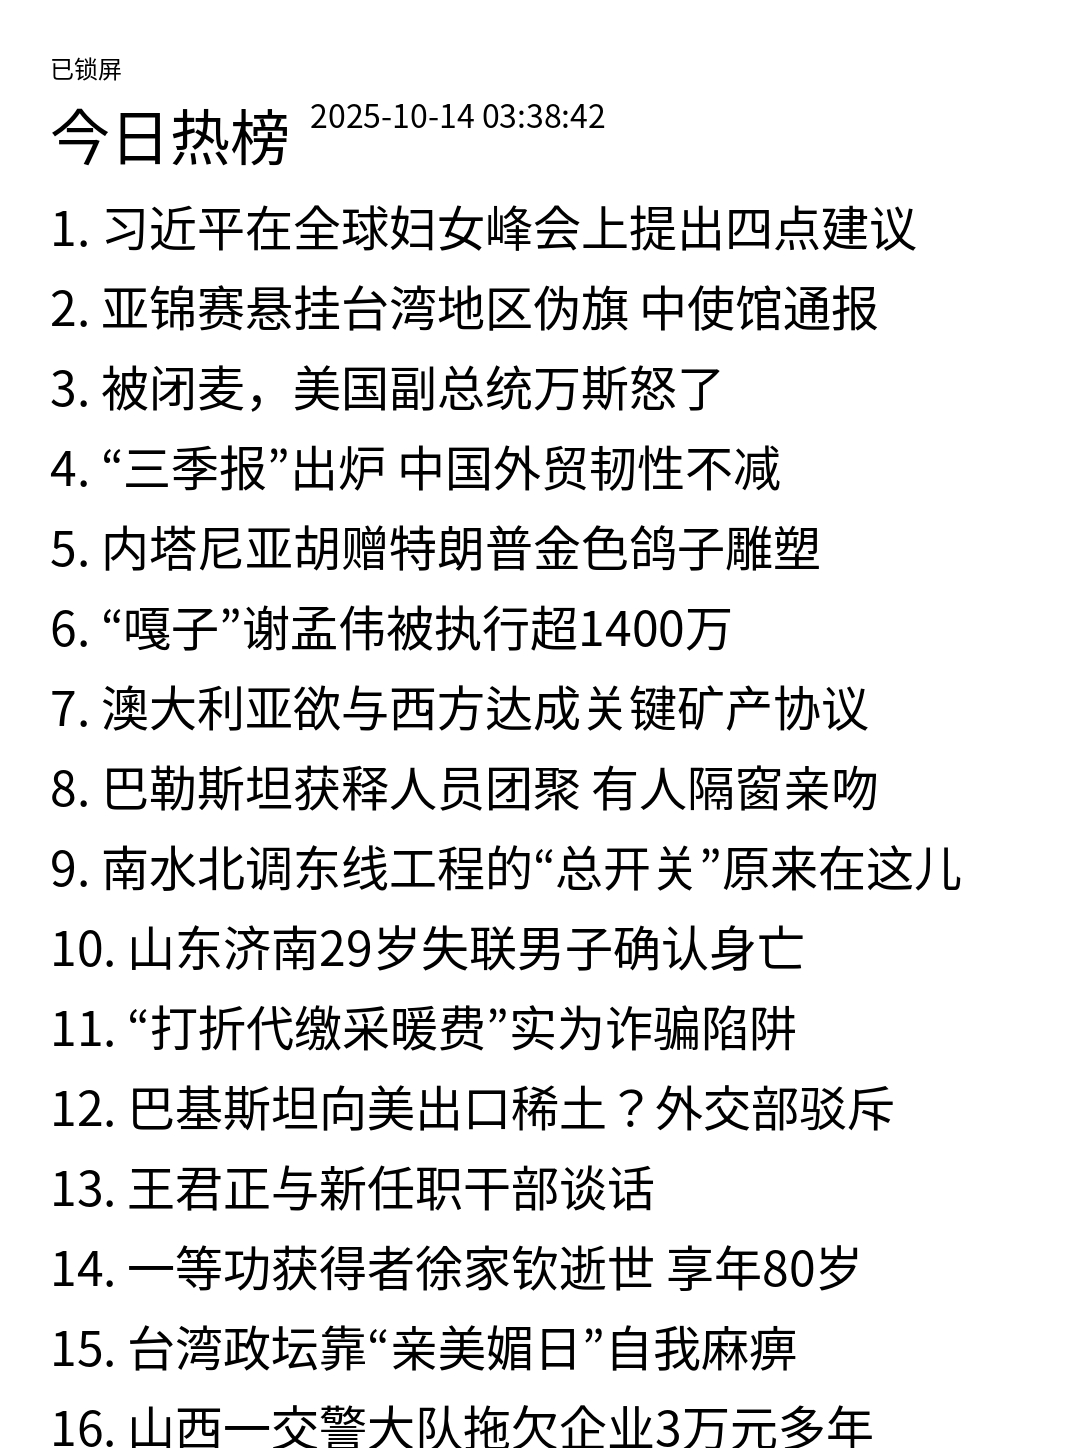 已锁屏
今日热榜 2025-10-14 03:38:42
1. 习近平在全球妇女峰会上提出四点建议
2. 亚锦赛悬挂台湾地区伪旗 中使馆通报
3. 被闭麦，美国副总统万斯怒了
4. “三季报”出炉 中国外贸韧性不减
5. 内塔尼亚胡赠特朗普金色鸽子雕塑
6. “嘎子”谢孟伟被执行超1400万
7. 澳大利亚欲与西方达成关键矿产协议
8. 巴勒斯坦获释人员团聚 有人隔窗亲吻
9. 南水北调东线工程的“总开关”原来在这儿
10. 山东济南29岁失联男子确认身亡
11. “打折代缴采暖费”实为诈骗陷阱
12. 巴基斯坦向美出口稀土？外交部驳斥
13. 王君正与新任职干部谈话
14. 一等功获得者徐家钦逝世 享年80岁
15. 台湾政坛靠“亲美媚日”自我麻痹
16. 山西一交警大队拖欠企业3万元多年